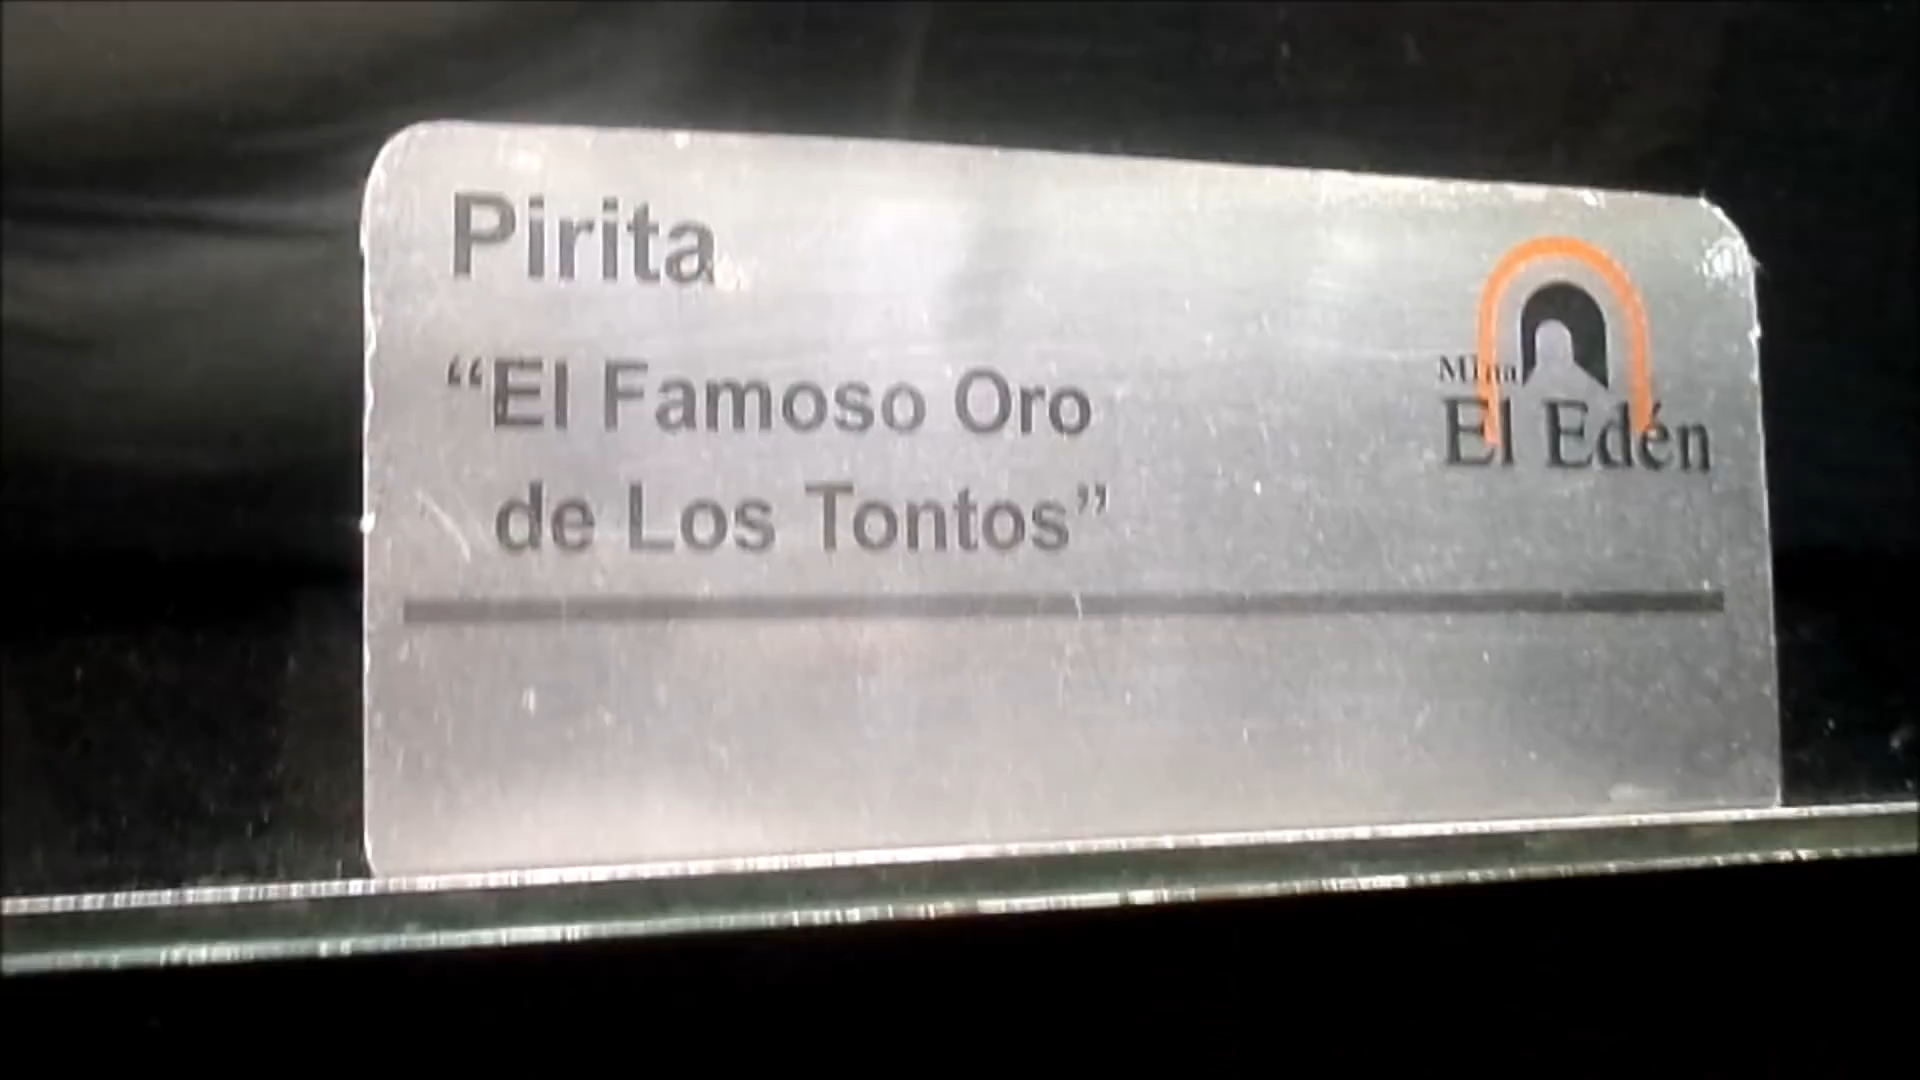 Pirita
“El Famoso Oro
de Los Tontos”
Mina
El Edén